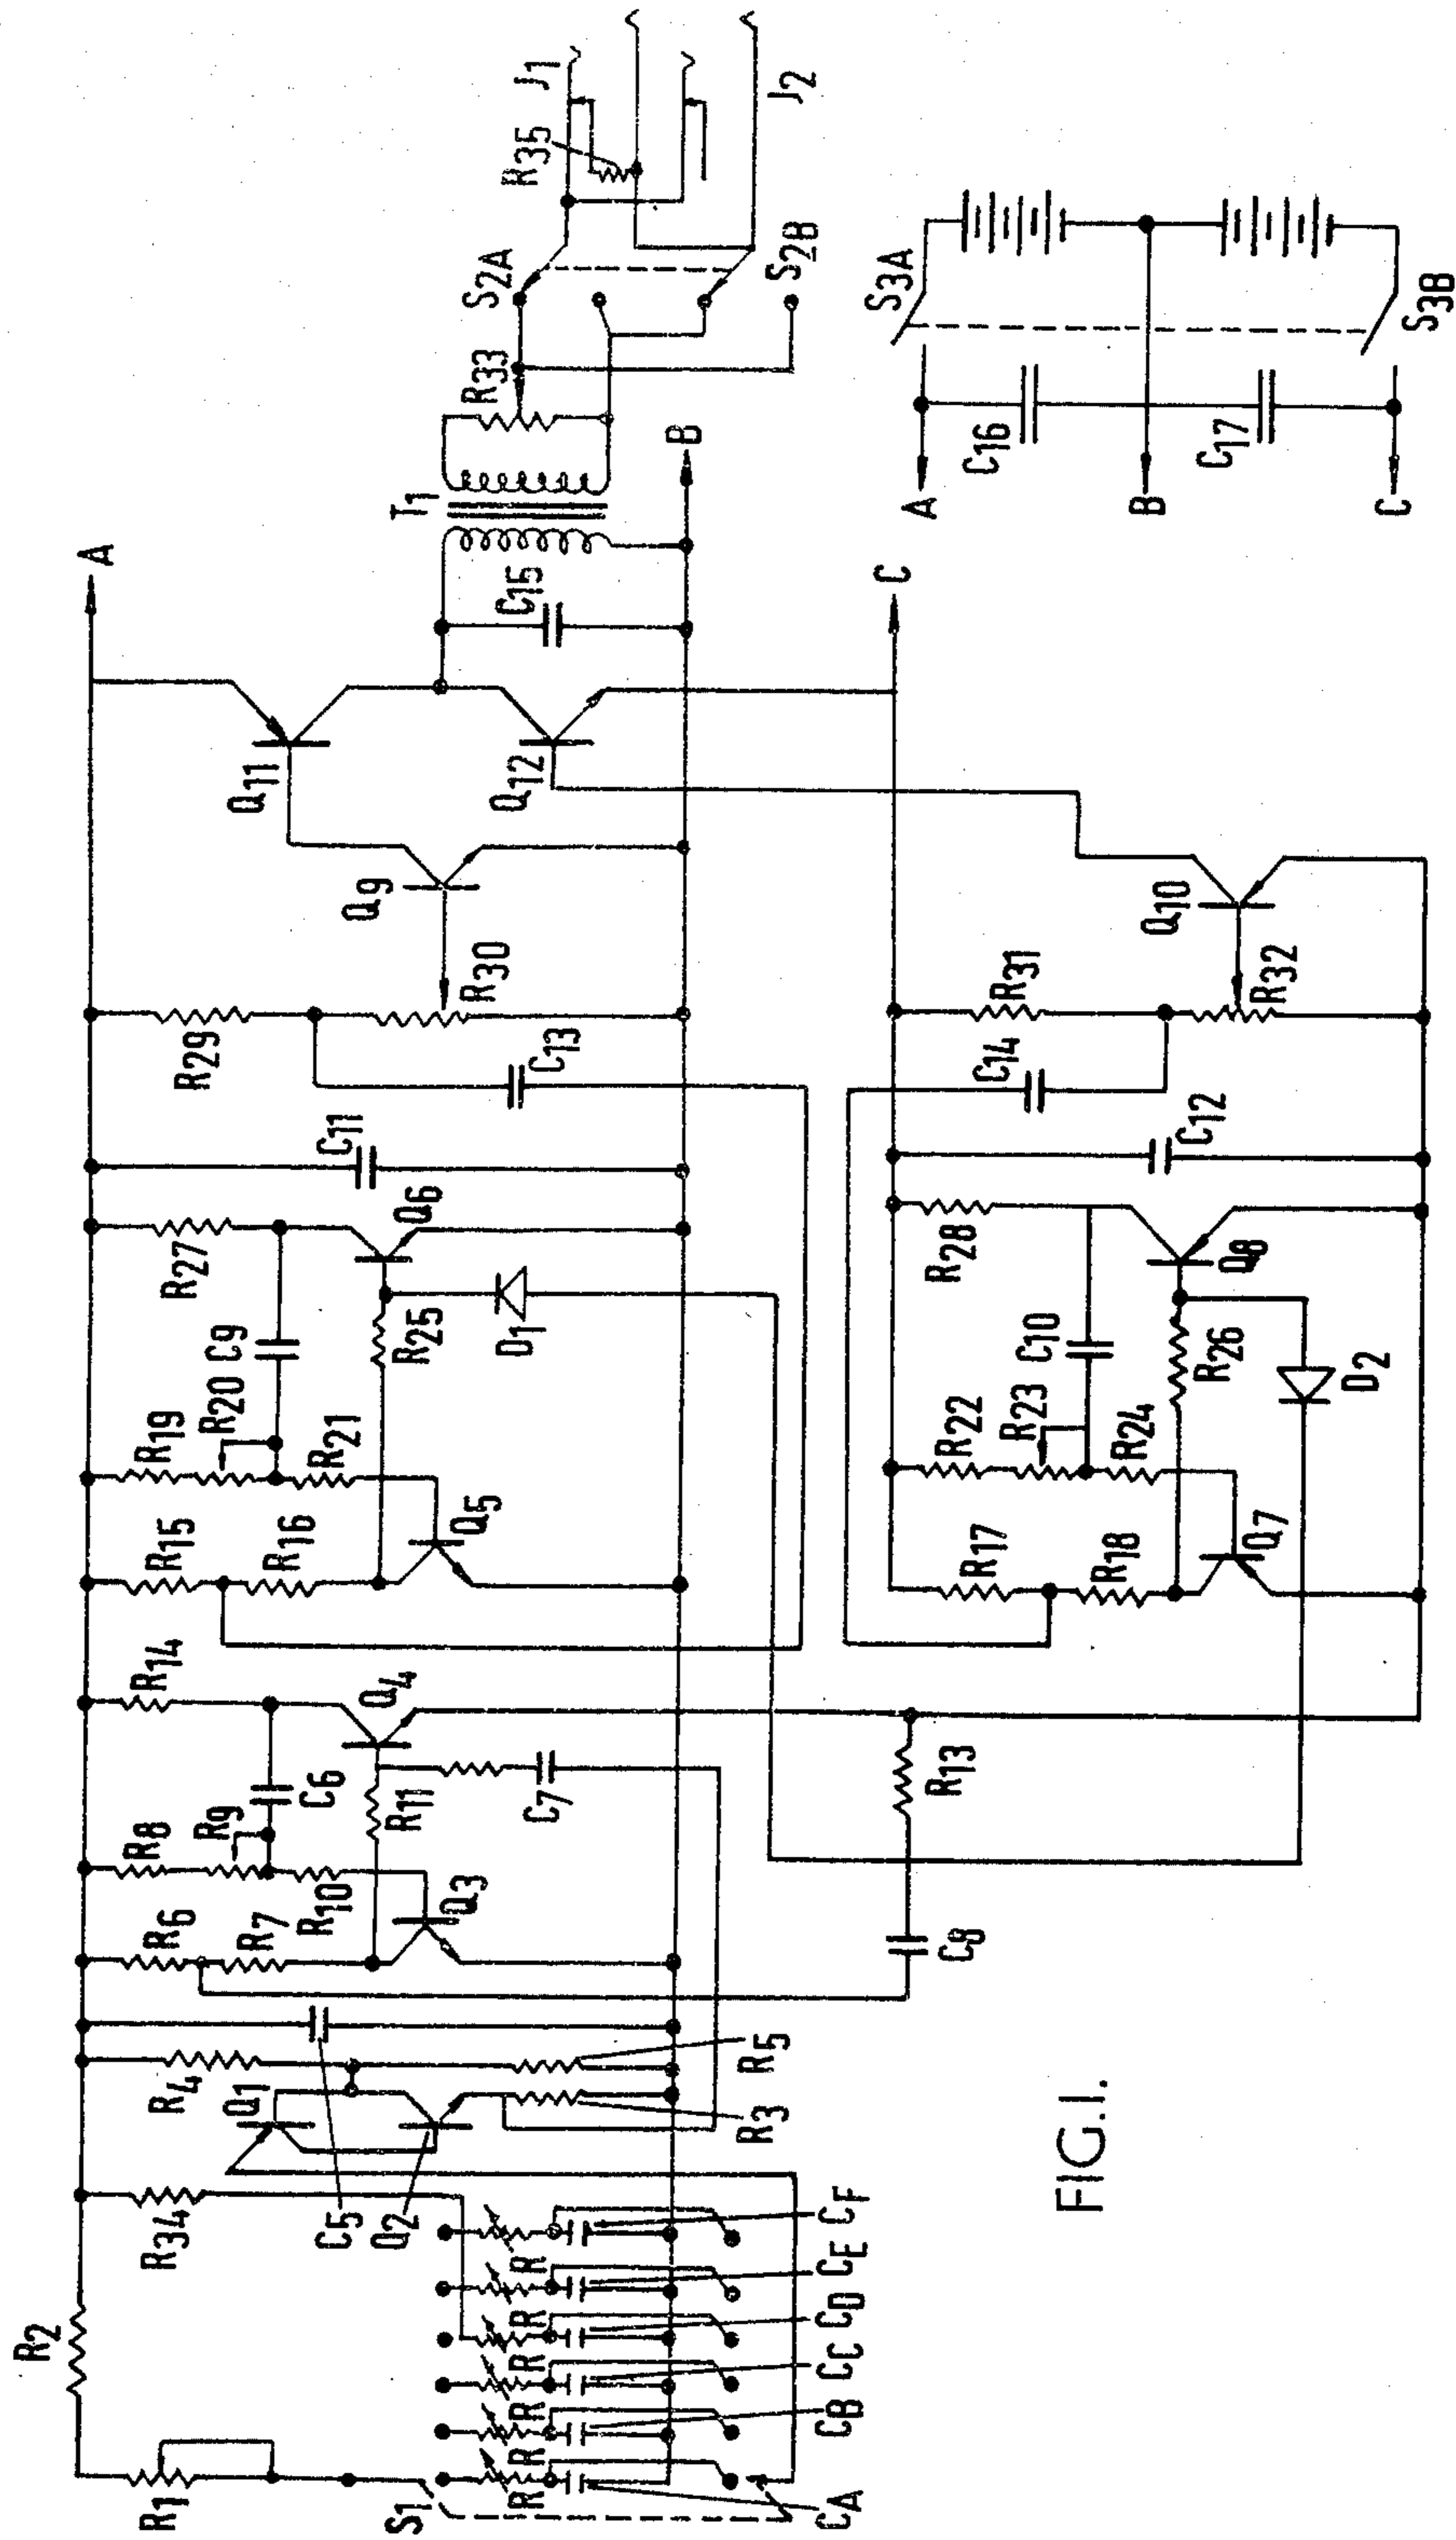 R1
R2
S1
R34
R
R
R
R
R
R
CA
CB
CC
CD
CE
CF
Q1
Q2
R4
C5
R3
R5
R6
R7
R8
R9
R10
C6
R11
Q3
Q4
C7
R14
C8
R13
R15
R16
R19
R20
R21
C9
R25
Q5
Q6
D1
R27
C11
R29
C13
R30
Q9
Q11
Q12
C15
T1
R33
S2A
S2B
R35
J1
J2
A
B
C
R17
R18
R22
R23
R24
C10
R26
Q7
Q8
D2
R28
C12
C14
R31
R32
Q10
S3A
S3B
C16
C17
A
B
C
FIG.1.